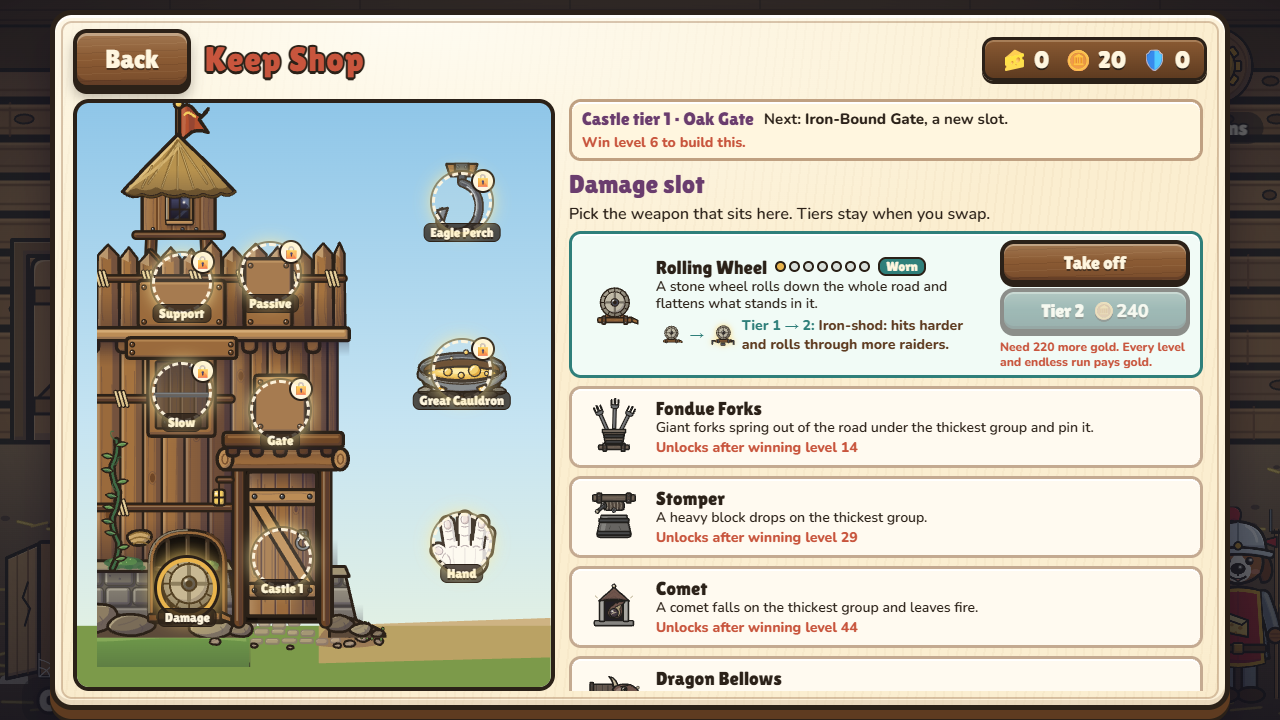 Back
Keep Shop
0
20
0
Castle tier 1 · Oak Gate Next: Iron-Bound Gate, a new slot.
Win level 6 to build this.
Damage slot
Pick the weapon that sits here. Tiers stay when you swap.
Rolling Wheel
Worn
A stone wheel rolls down the whole road and
flattens what stands in it.
→ Tier 1 → 2: Iron-shod: hits harder
and rolls through more raiders.
Take off
Tier 2 240
Need 220 more gold. Every level
and endless run pays gold.
Fondue Forks
Giant forks spring out of the road under the thickest group and pin it.
Unlocks after winning level 14
Stomper
A heavy block drops on the thickest group.
Unlocks after winning level 29
Comet
A comet falls on the thickest group and leaves fire.
Unlocks after winning level 44
Dragon Bellows
Eagle Perch
Support
Passive
Great Cauldron
Slow
Gate
Hand
Castle 1
Damage